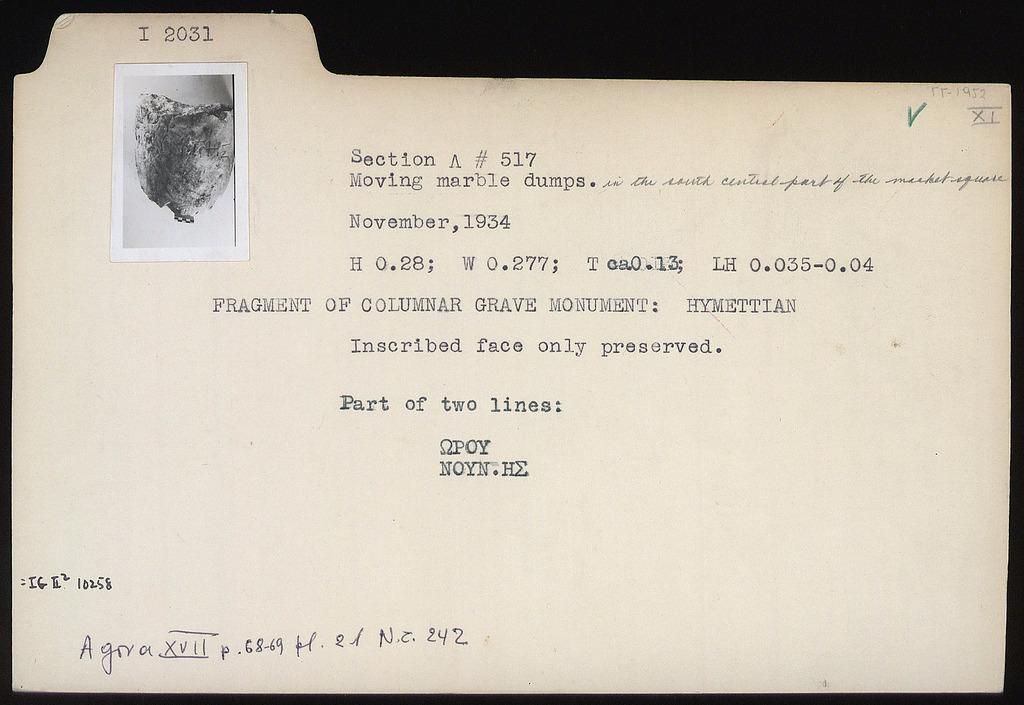 I 2031
XI
Section Λ # 517
Moving marble dumps. in the south central part of the market square
November, 1934
H 0.28; W 0.277; T ca0.13; LH 0.035-0.04
FRAGMENT OF COLUMNAR GRAVE MONUMENT: HYMETTIAN
Inscribed face only preserved.
Part of two lines:
ΩΡΟΥ
ΝΟΥΝ.ΗΣ
=IG II² 10258
Agora XVII p.68-69 pl. 21 N.c. 242